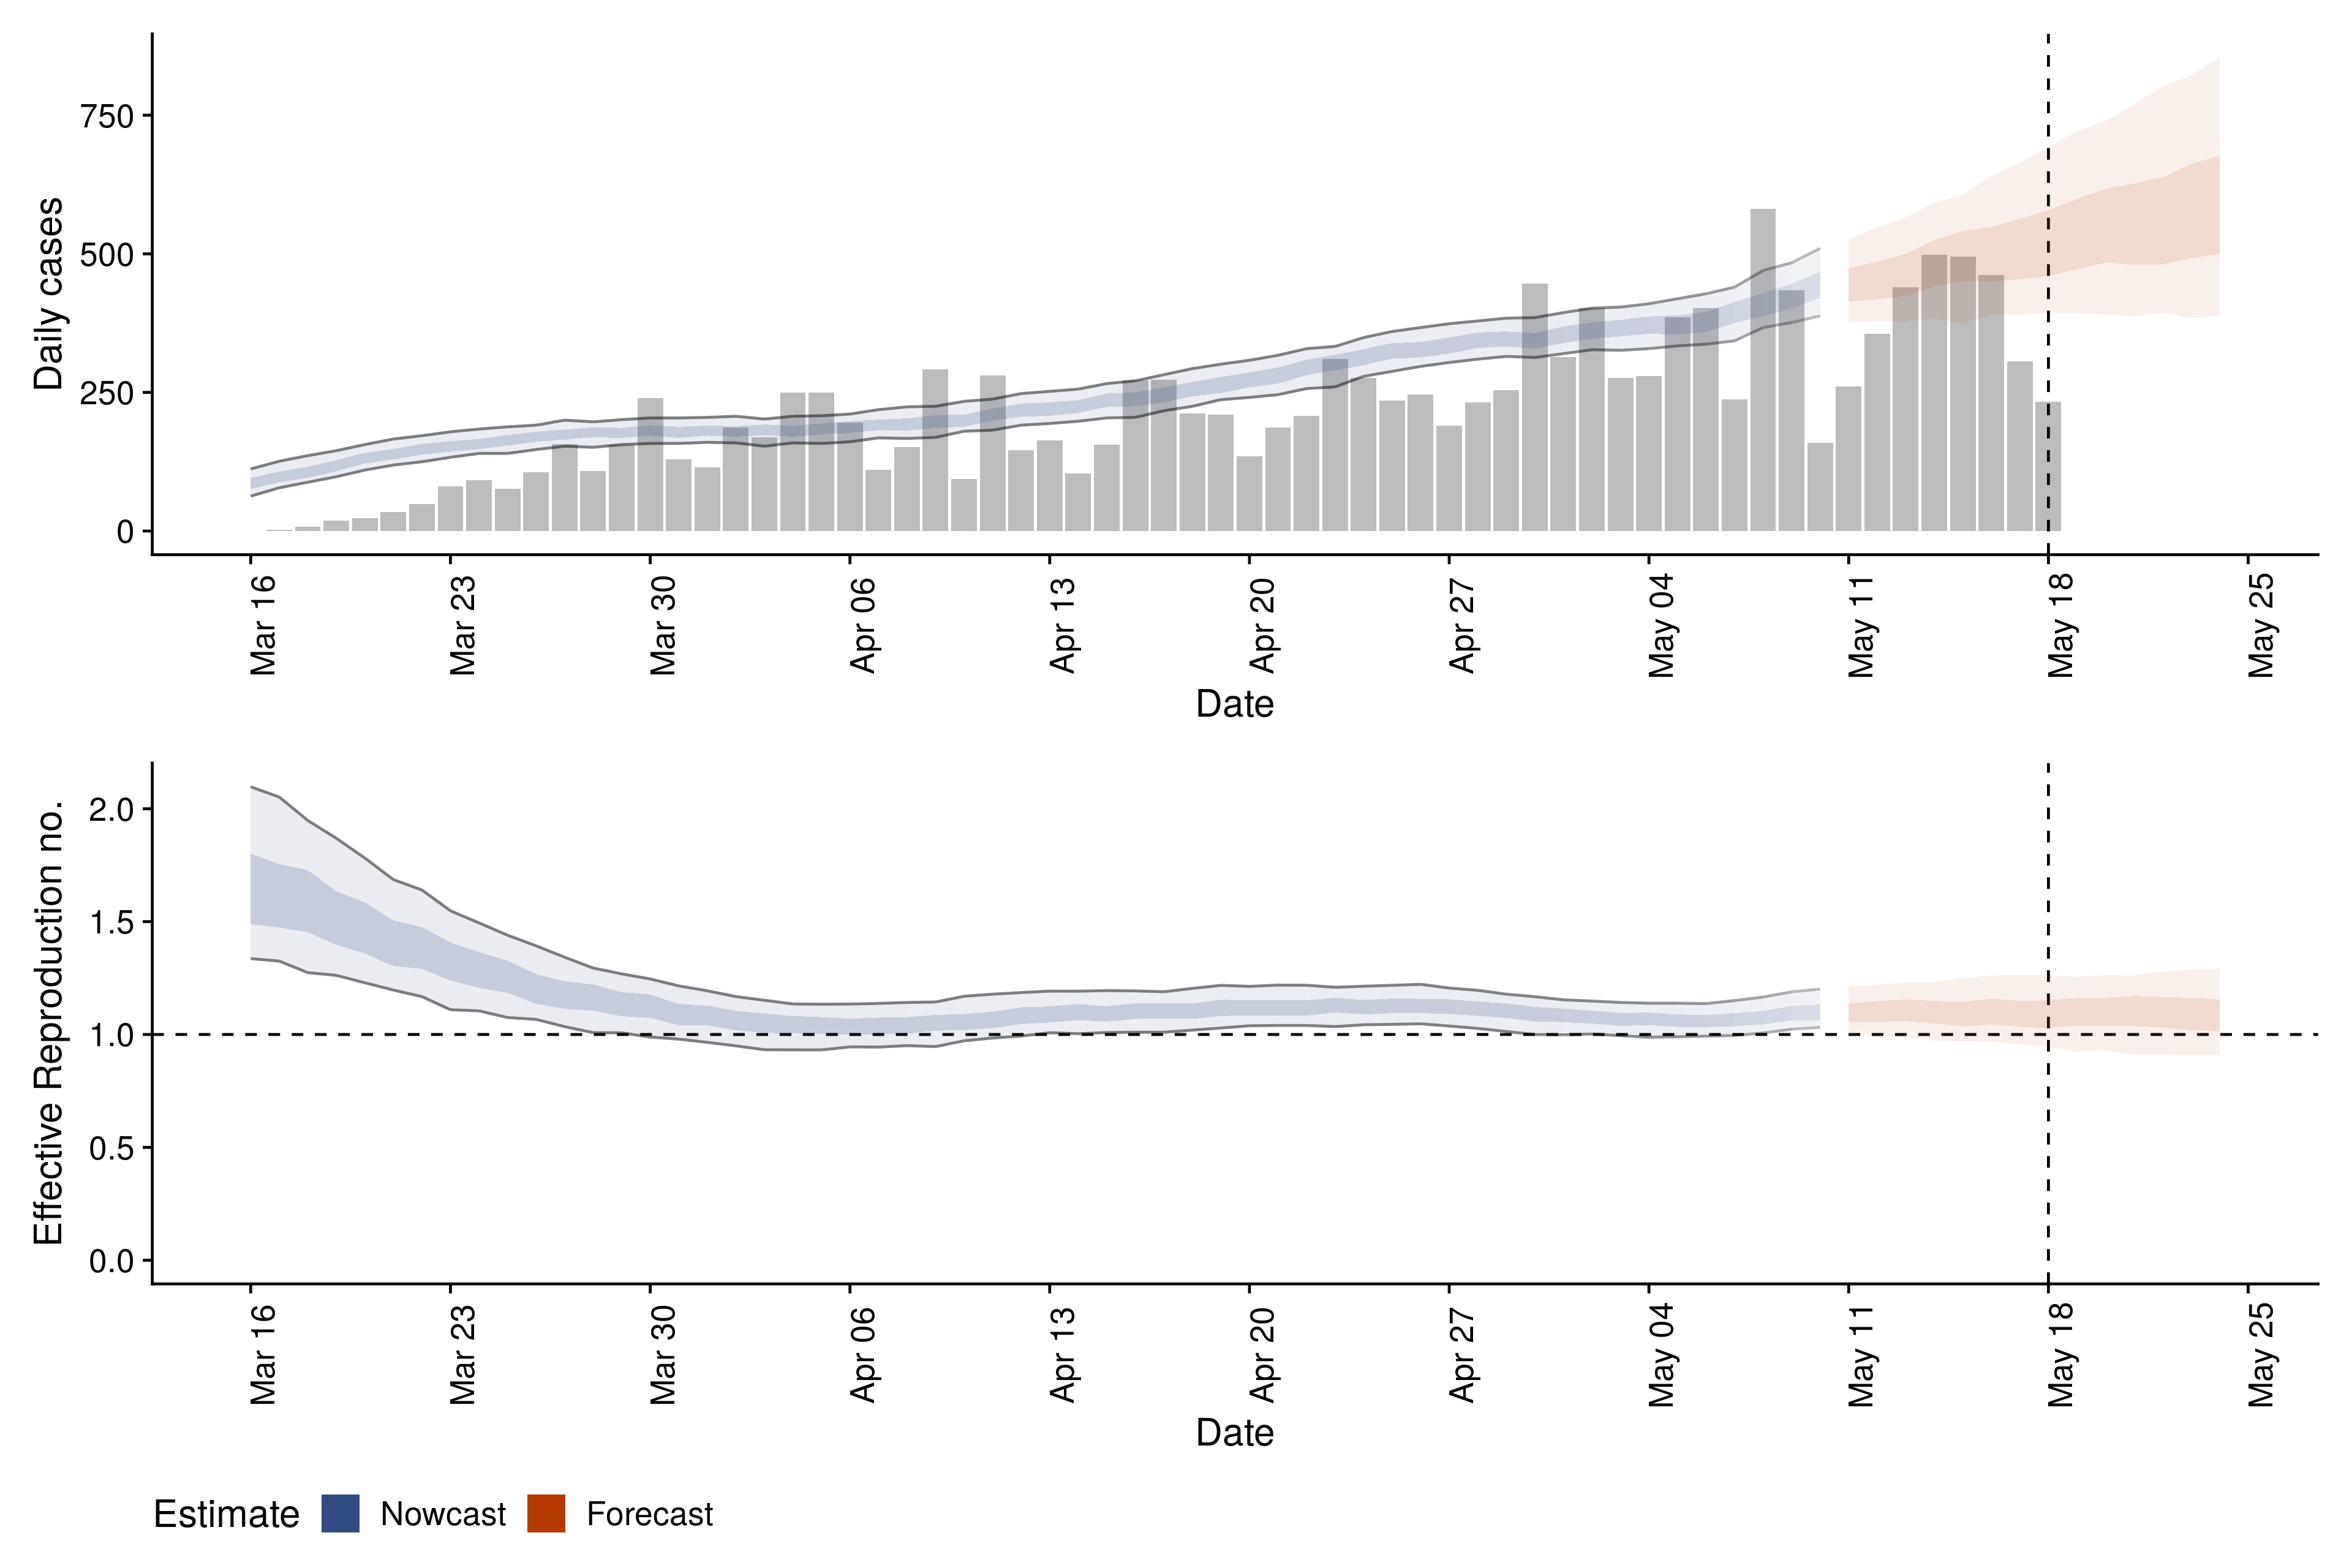 Daily cases
750
500
250
0
Mar 16
Mar 23
Mar 30
Apr 06
Apr 13
Apr 20
Apr 27
May 04
May 11
May 18
May 25
Date
Effective Reproduction no.
2.0
1.5
1.0
0.5
0.0
Mar 16
Mar 23
Mar 30
Apr 06
Apr 13
Apr 20
Apr 27
May 04
May 11
May 18
May 25
Date
Estimate Nowcast Forecast